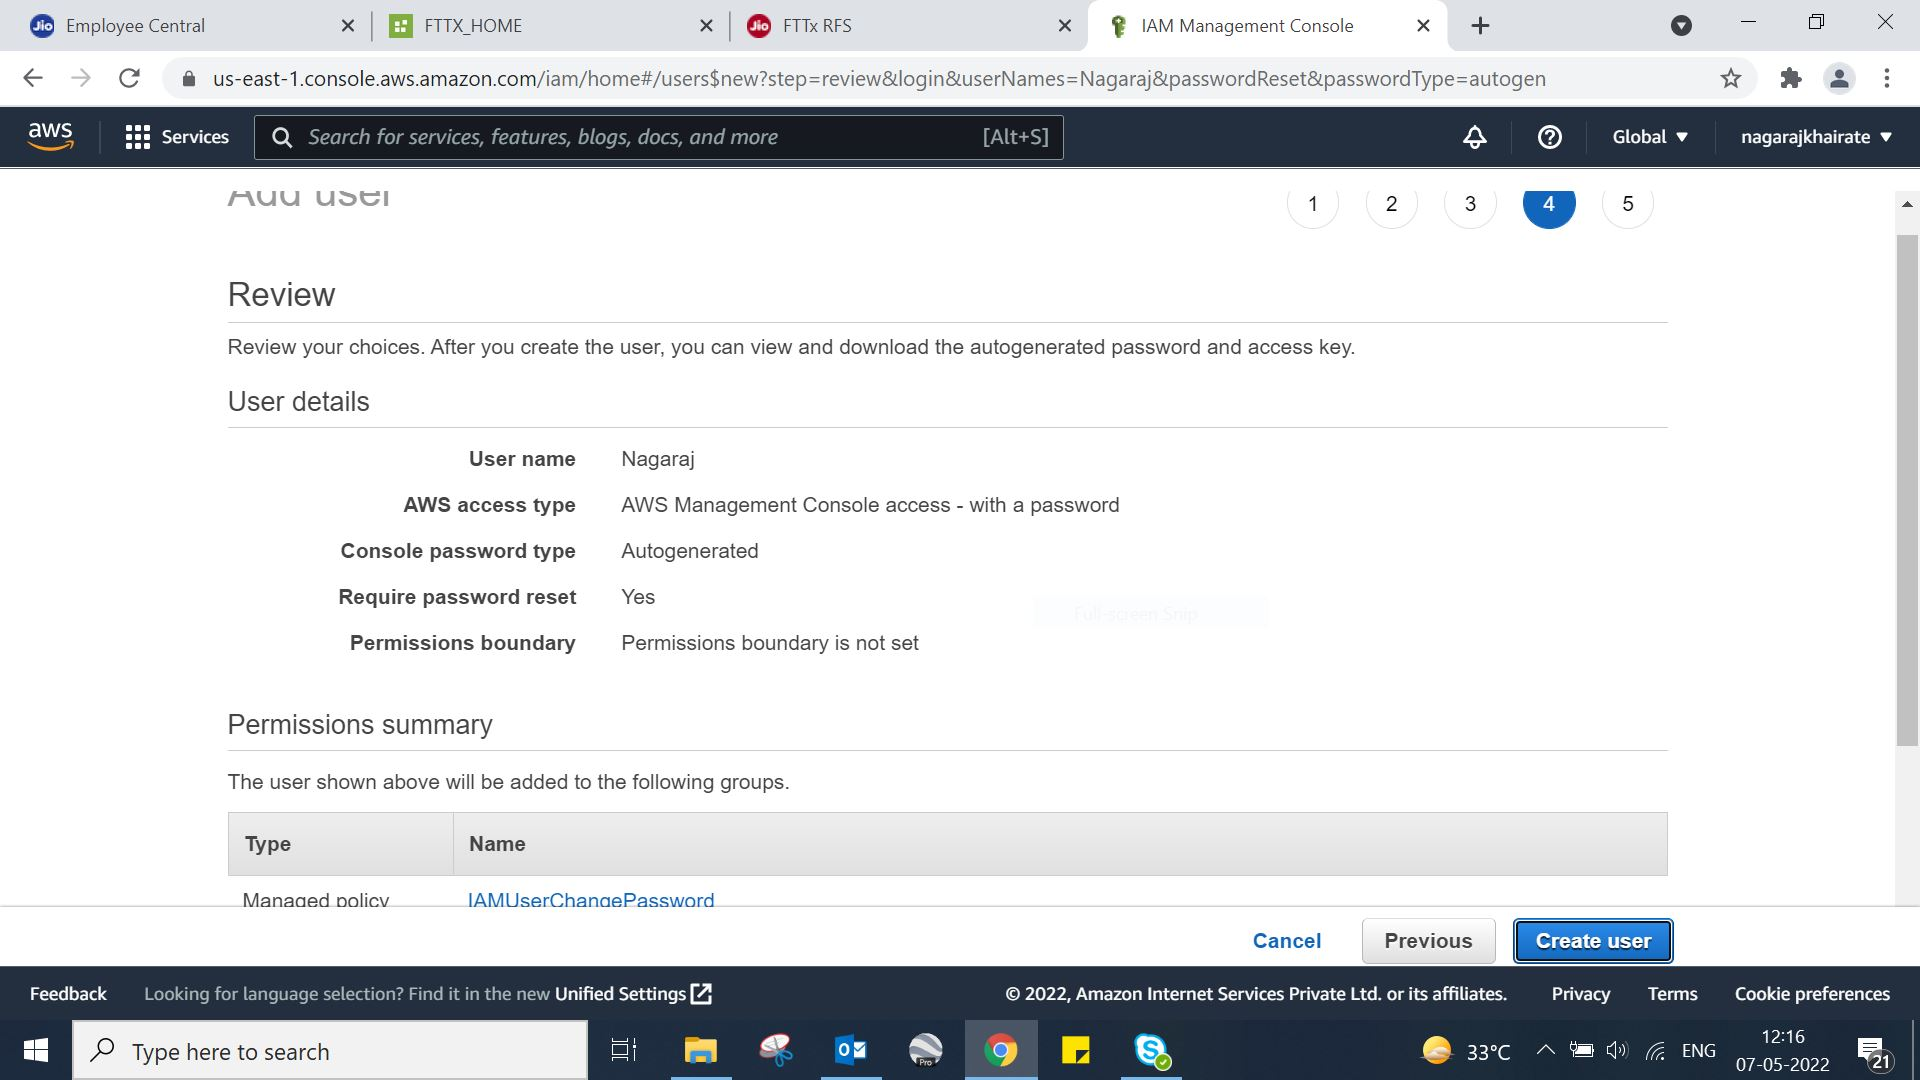 Employee Central
FTTX_HOME
FTTx RFS
IAM Management Console
us-east-1.console.aws.amazon.com/iam/home#/users$new?step=review&login&userNames=Nagaraj&passwordReset&passwordType=autogen
aws
Services
Search for services, features, blogs, docs, and more
[Alt+S]
Global
nagarajkhairate
Add user
1 2 3 4 5
Review
Review your choices. After you create the user, you can view and download the autogenerated password and access key.
User details
User name Nagaraj
AWS access type AWS Management Console access - with a password
Console password type Autogenerated
Require password reset Yes
Full-screen Snip
Permissions boundary Permissions boundary is not set
Permissions summary
The user shown above will be added to the following groups.
Type Name
Managed policy IAMUserChangePassword
Cancel Previous Create user
Feedback Looking for language selection? Find it in the new Unified Settings © 2022, Amazon Internet Services Private Ltd. or its affiliates. Privacy Terms Cookie preferences
Type here to search
Pro
33°C
ENG
12:16
07-05-2022
21